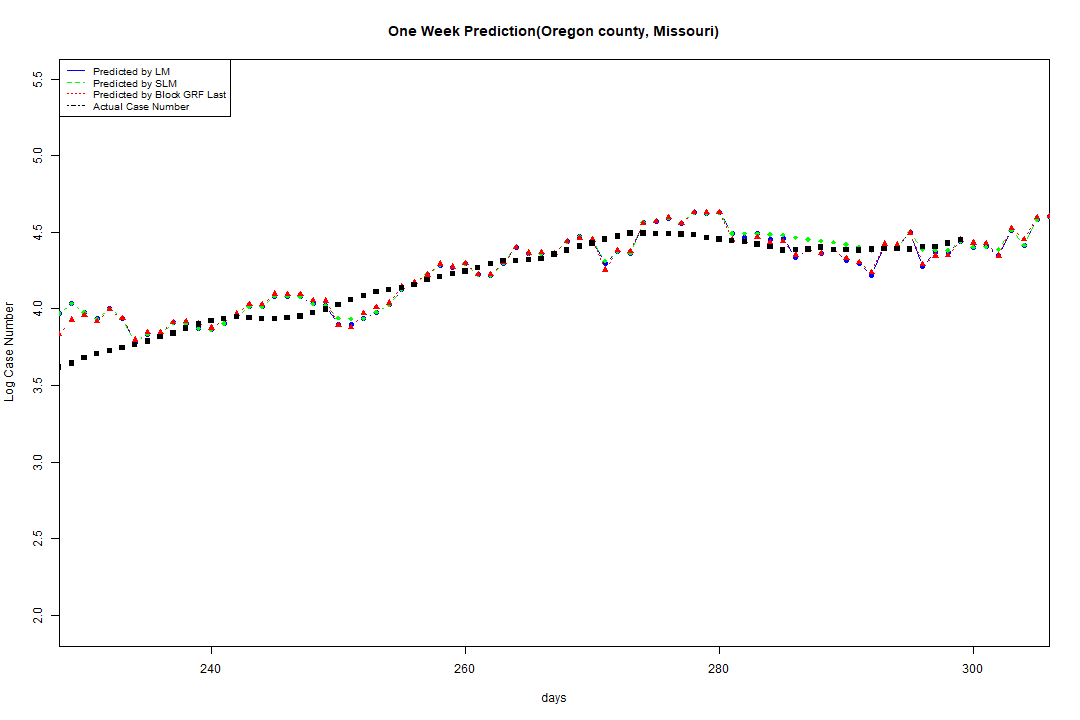 One Week Prediction(Oregon county, Missouri)
Predicted by LM
Predicted by SLM
Predicted by Block GRF Last
Actual Case Number
5.5
5.0
4.5
4.0
3.5
3.0
2.5
2.0
Log Case Number
240
260
280
300
days